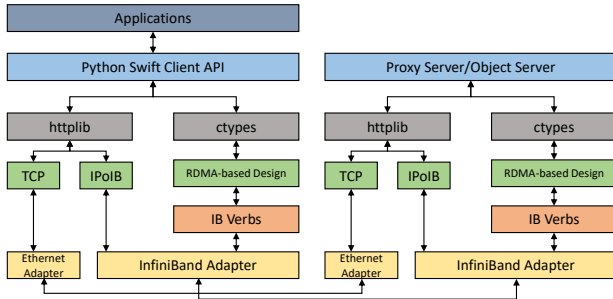 Applications
Python Swift Client API
Proxy Server/Object Server
httplib
ctypes
httplib
ctypes
TCP
IPoIB
RDMA-based Design
TCP
IPoIB
RDMA-based Design
IB Verbs
IB Verbs
Ethernet
Adapter
InfiniBand Adapter
Ethernet
Adapter
InfiniBand Adapter